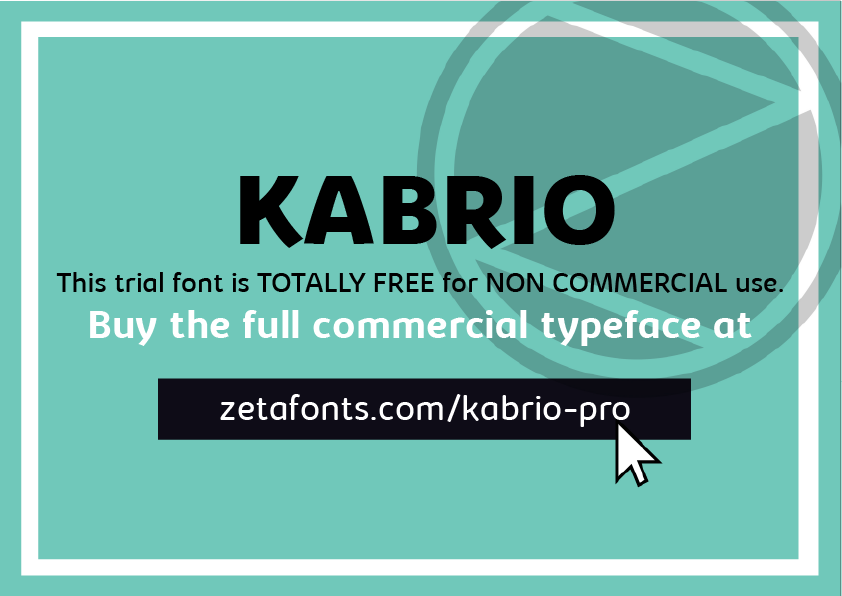 KABRIO
This trial font is TOTALLY FREE for NON COMMERCIAL use.
Buy the full commercial typeface at
zetafonts.com/kabrio-pro